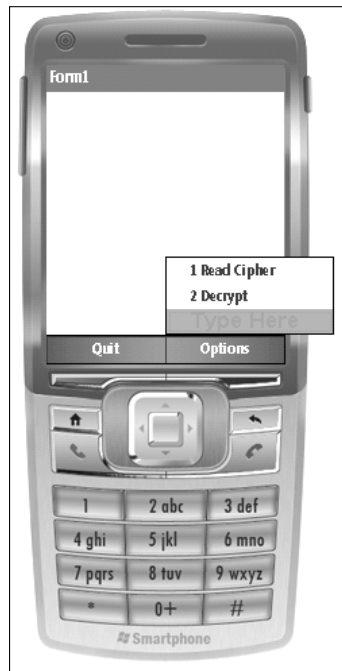 Form1
1 Read Cipher
2 Decrypt
Type Here
Quit Options
1 2 abc 3 def
4 ghi 5 jkl 6 mno
7 pqrs 8 tuv 9 wxyz
* 0+ #
Smartphone